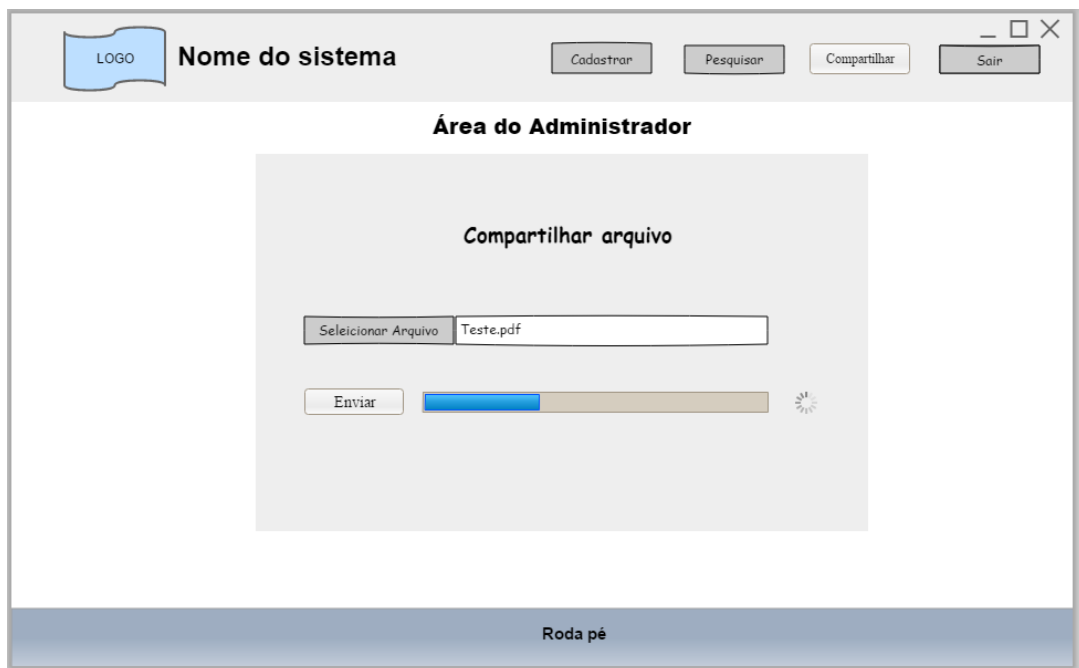 LOGO
Nome do sistema
Cadastrar
Pesquisar
Compartilhar
Sair
Área do Administrador
Compartilhar arquivo
Seleicionar Arquivo
Teste.pdf
Enviar
Roda pé